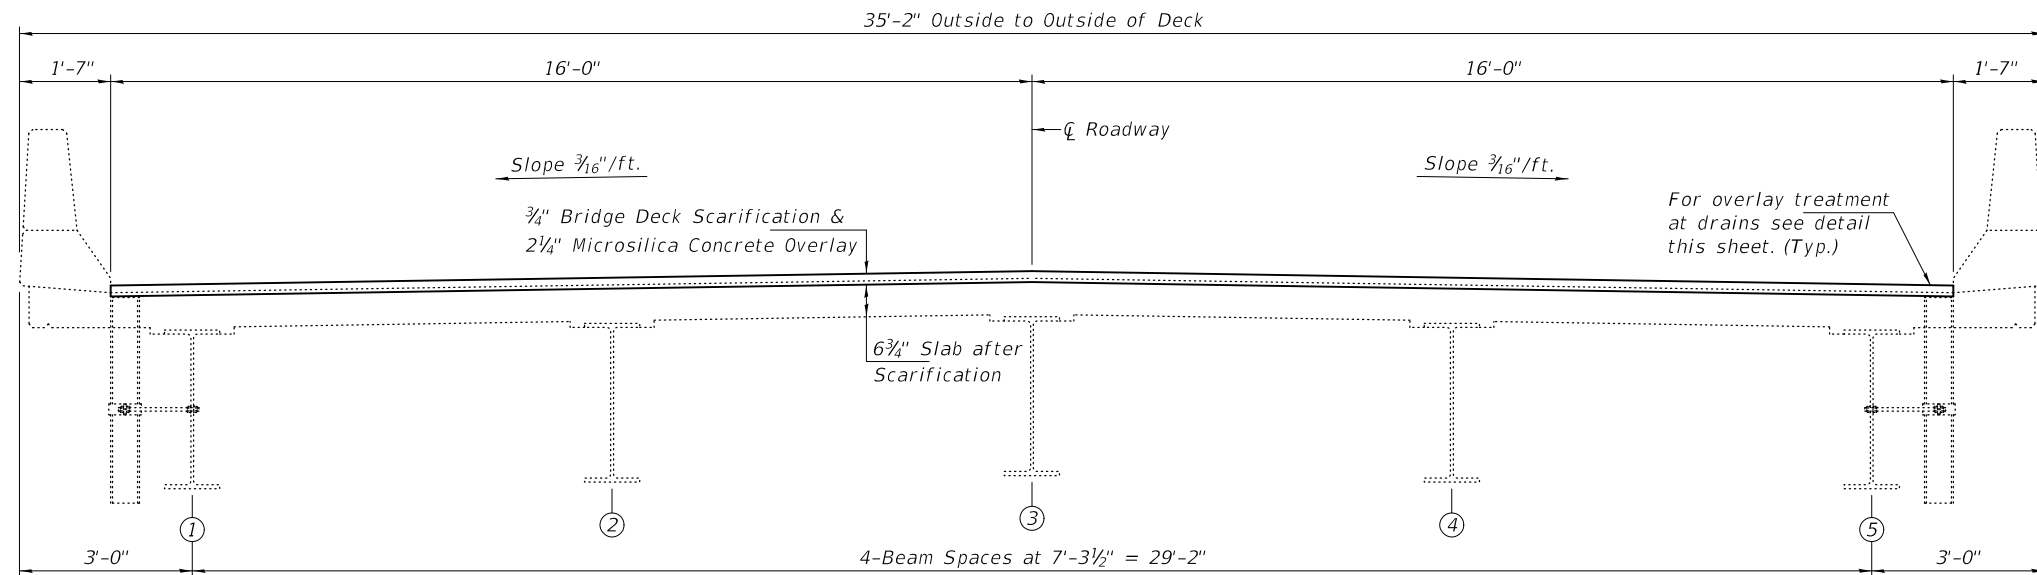 35'-2" Outside to Outside of Deck
1'-7" 16'-0" 16'-0" 1'-7"
℄ Roadway
Slope 3/16"/ft. Slope 3/16"/ft.
3/4" Bridge Deck Scarification &
2 1/4" Microsilica Concrete Overlay
For overlay treatment
at drains see detail
this sheet. (Typ.)
6 3/4" Slab after
Scarification
1 2 3 4 5
3'-0" 4-Beam Spaces at 7'-3 1/2" = 29'-2" 3'-0"